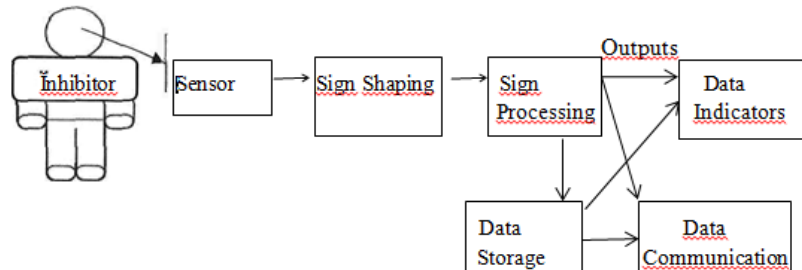 Outputs
Inhibitor
Sensor
Sign Shaping
Sign
Processing
Data
Indicators
Data
Storage
Data
Communication